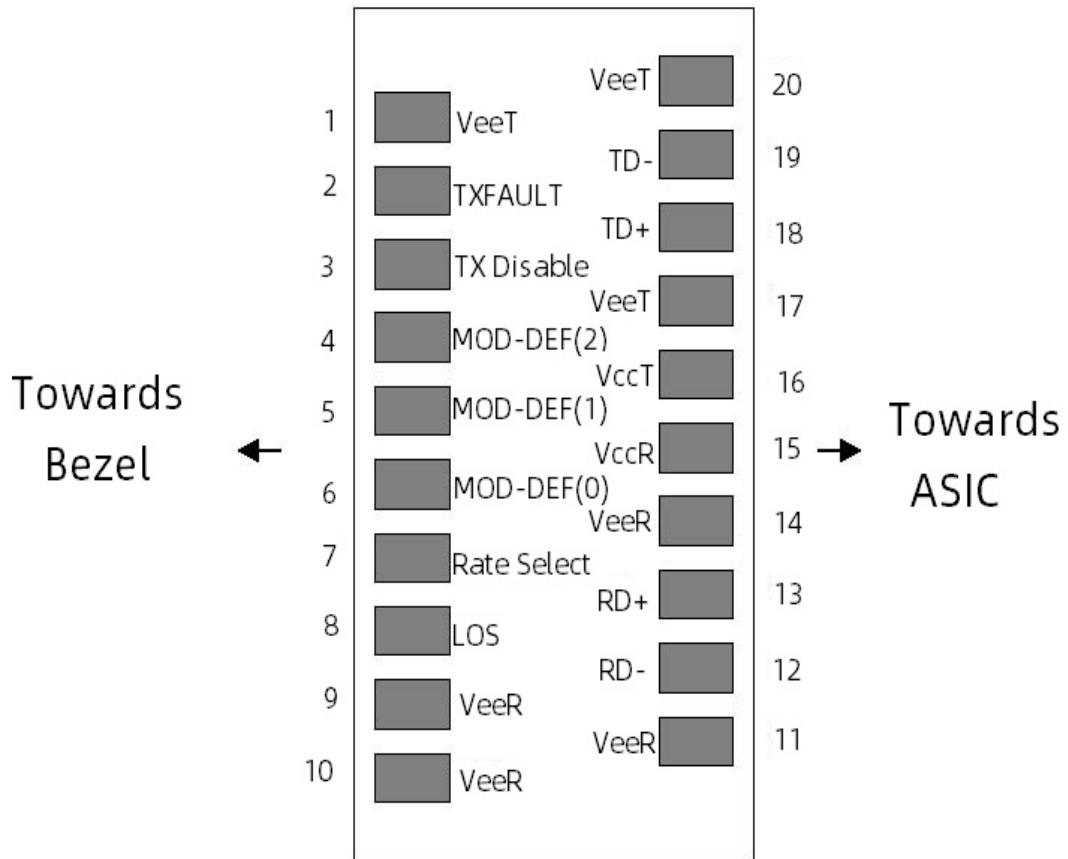 VeeT 20
1 VeeT
TD- 19
2 TXFAULT
TD+ 18
3 TX Disable
VeeT 17
4 MOD-DEF(2)
VccT 16
5 MOD-DEF(1)
Towards
Bezel
VccR 15
Towards
ASIC
6 MOD-DEF(0)
VeeR 14
7 Rate Select
RD+ 13
8 LOS
RD- 12
9 VeeR
VeeR 11
10 VeeR